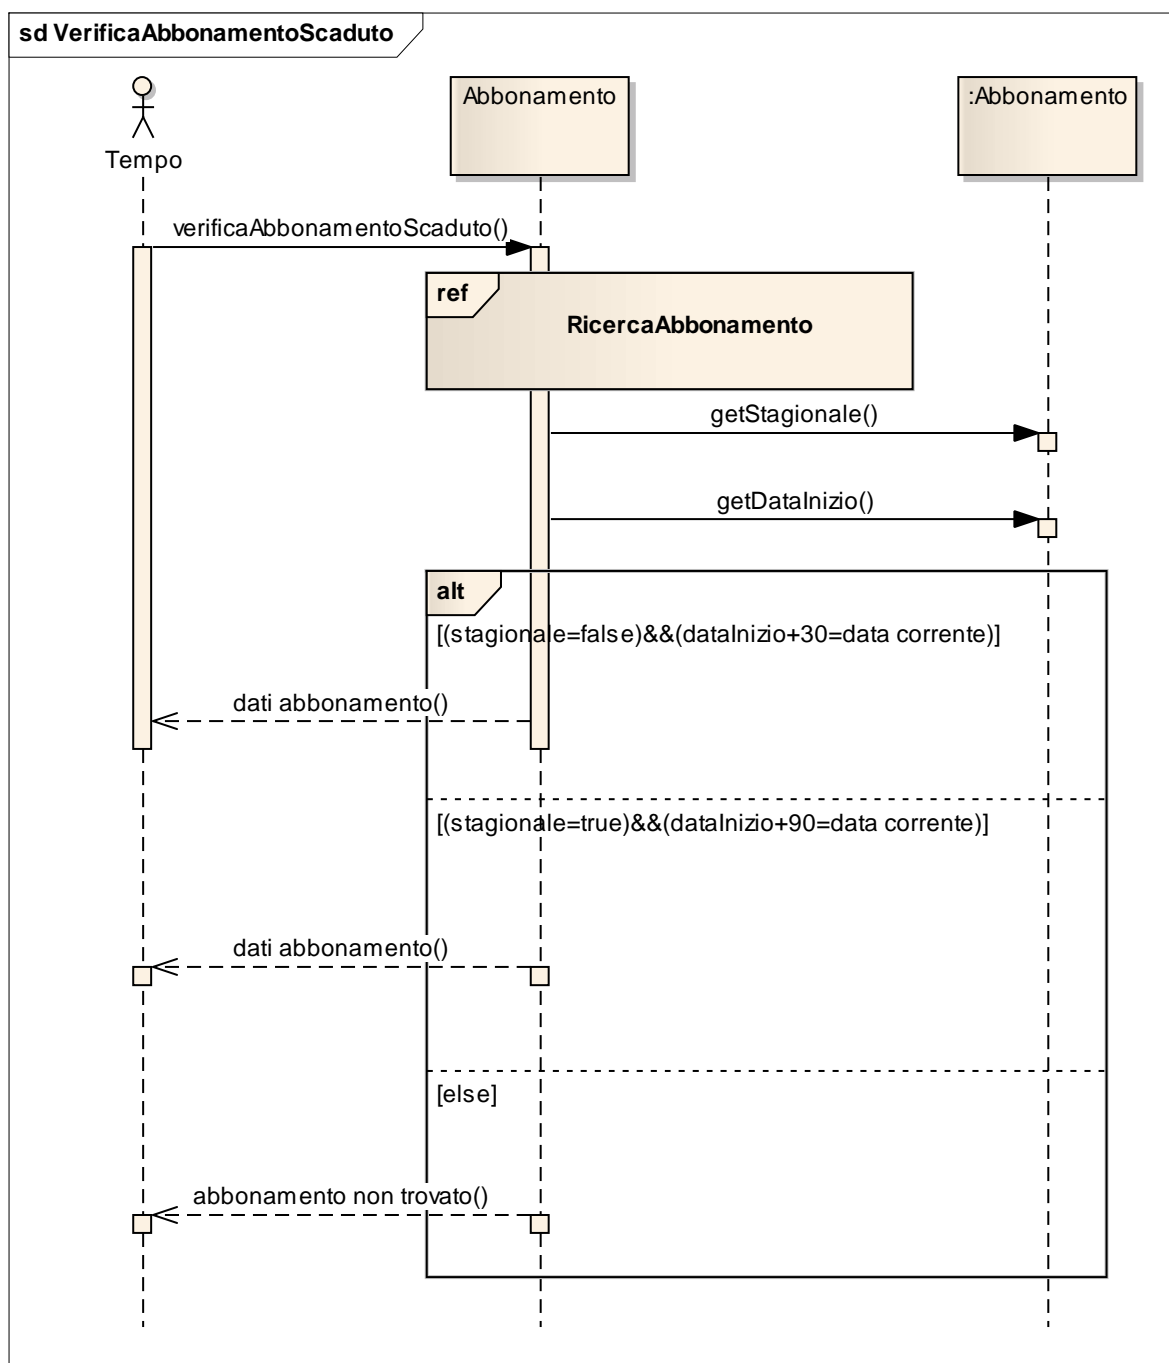 sd VerificaAbbonamentoScaduto
Tempo
Abbonamento
:Abbonamento
verificaAbbonamentoScaduto()
ref
RicercaAbbonamento
getStagionale()
getDataInizio()
alt
[(stagionale=false)&&(dataInizio+30=data corrente)]
dati abbonamento()
[(stagionale=true)&&(dataInizio+90=data corrente)]
dati abbonamento()
[else]
abbonamento non trovato()